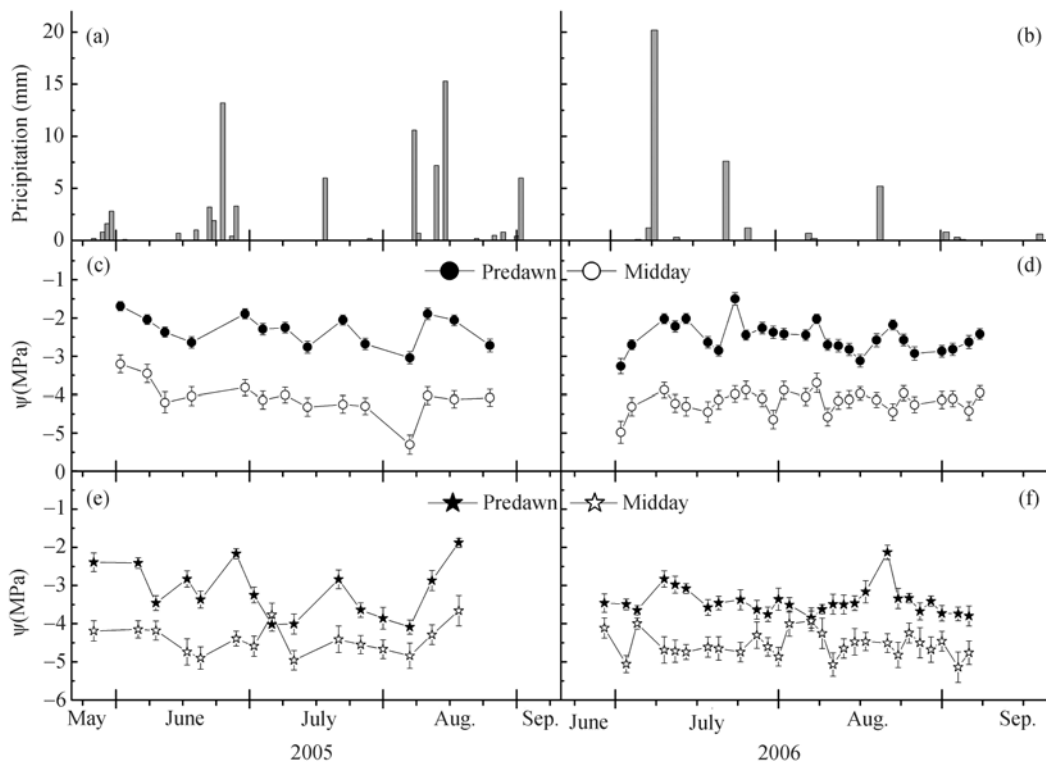 (a)
(b)
Pricipitation (mm)
20
15
10
5
0
(c)
Predawn
Midday
(d)
ψ(MPa)
−1
−2
−3
−4
−5
0
(e)
Predawn
Midday
(f)
ψ(MPa)
−1
−2
−3
−4
−5
−6
May June July Aug. Sep. June July Aug. Sep.
2005 2006